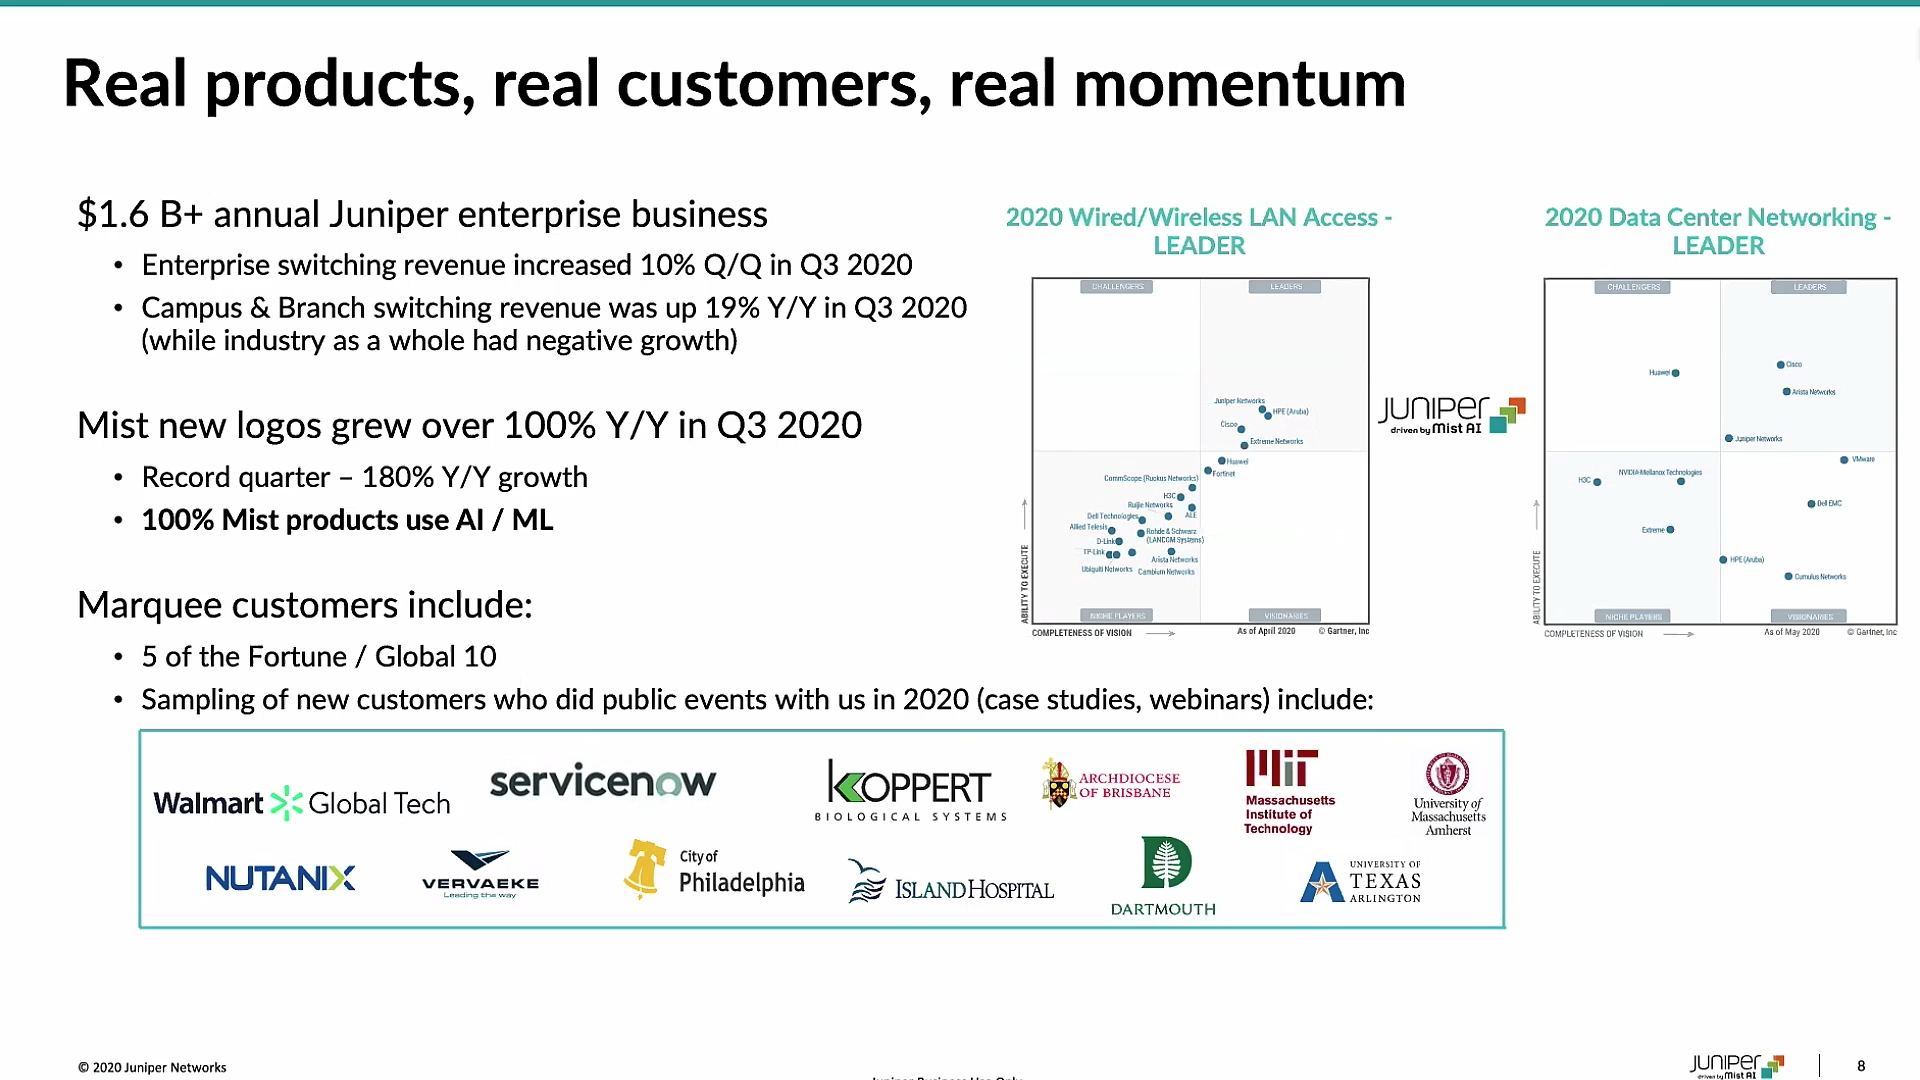 Real products, real customers, real momentum
$1.6 B+ annual Juniper enterprise business
• Enterprise switching revenue increased 10% Q/Q in Q3 2020
• Campus & Branch switching revenue was up 19% Y/Y in Q3 2020
(while industry as a whole had negative growth)
Mist new logos grew over 100% Y/Y in Q3 2020
• Record quarter – 180% Y/Y growth
• 100% Mist products use AI / ML
Marquee customers include:
• 5 of the Fortune / Global 10
• Sampling of new customers who did public events with us in 2020 (case studies, webinars) include:
2020 Wired/Wireless LAN Access -
LEADER
CHALLENGERS
LEADERS
Juniper Networks
HPE (Aruba)
Cisco
Extreme Networks
Huawei
Fortinet
CommScope (Ruckus Networks)
H3C
Ruijie Networks
ALE
Dell Technologies
Allied Telesis
Rohde & Schwarz
(LANCOM Systems)
D-Link
TP-Link
Arista Networks
Ubiquiti Networks
Cambium Networks
NICHE PLAYERS
VISIONARIES
ABILITY TO EXECUTE
COMPLETENESS OF VISION
As of April 2020
© Gartner, Inc
JUNIPER
driven by Mist AI
2020 Data Center Networking -
LEADER
CHALLENGERS
LEADERS
Huawei
Cisco
Arista Networks
Juniper Networks
VMware
NVIDIA-Mellanox Technologies
H3C
Dell EMC
Extreme
HPE (Aruba)
Cumulus Networks
NICHE PLAYERS
VISIONARIES
ABILITY TO EXECUTE
COMPLETENESS OF VISION
As of May 2020
© Gartner, Inc
Walmart Global Tech
servicenow
KOPPERT
BIOLOGICAL SYSTEMS
ARCHDIOCESE
OF BRISBANE
MIT
Massachusetts
Institute of
Technology
University of
Massachusetts
Amherst
NUTANIX
VERVAEKE
Leading the way
City of
Philadelphia
ISLAND HOSPITAL
D
DARTMOUTH
A
UNIVERSITY OF
TEXAS
ARLINGTON
© 2020 Juniper Networks
Juniper Business Use Only
JUNIPER
driven by Mist AI
8